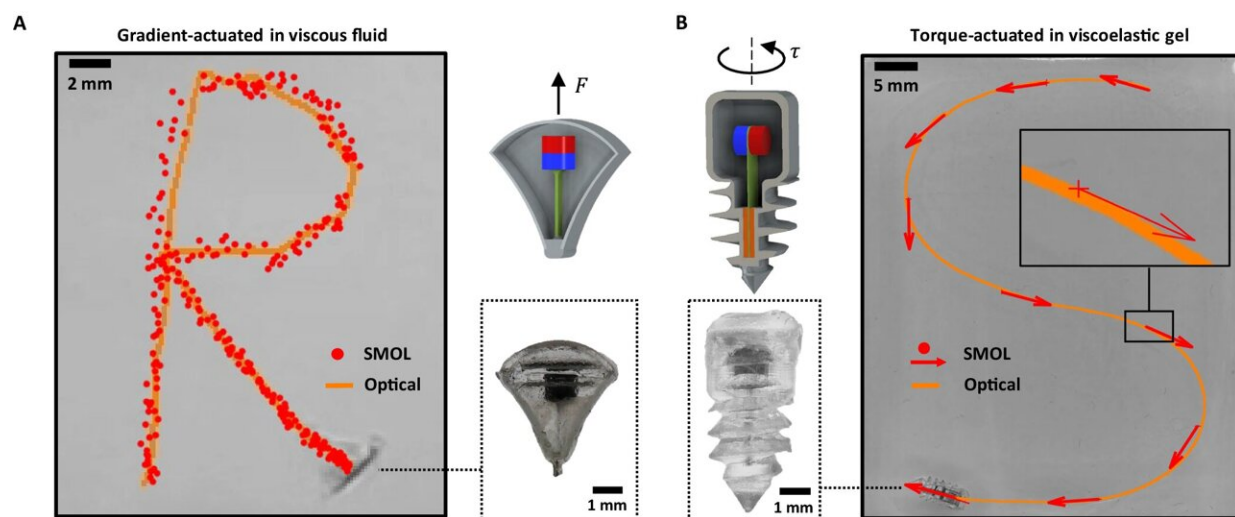 A
Gradient-actuated in viscous fluid
2 mm
SMOL
Optical
F
1 mm
B
τ
Torque-actuated in viscoelastic gel
5 mm
SMOL
Optical
1 mm